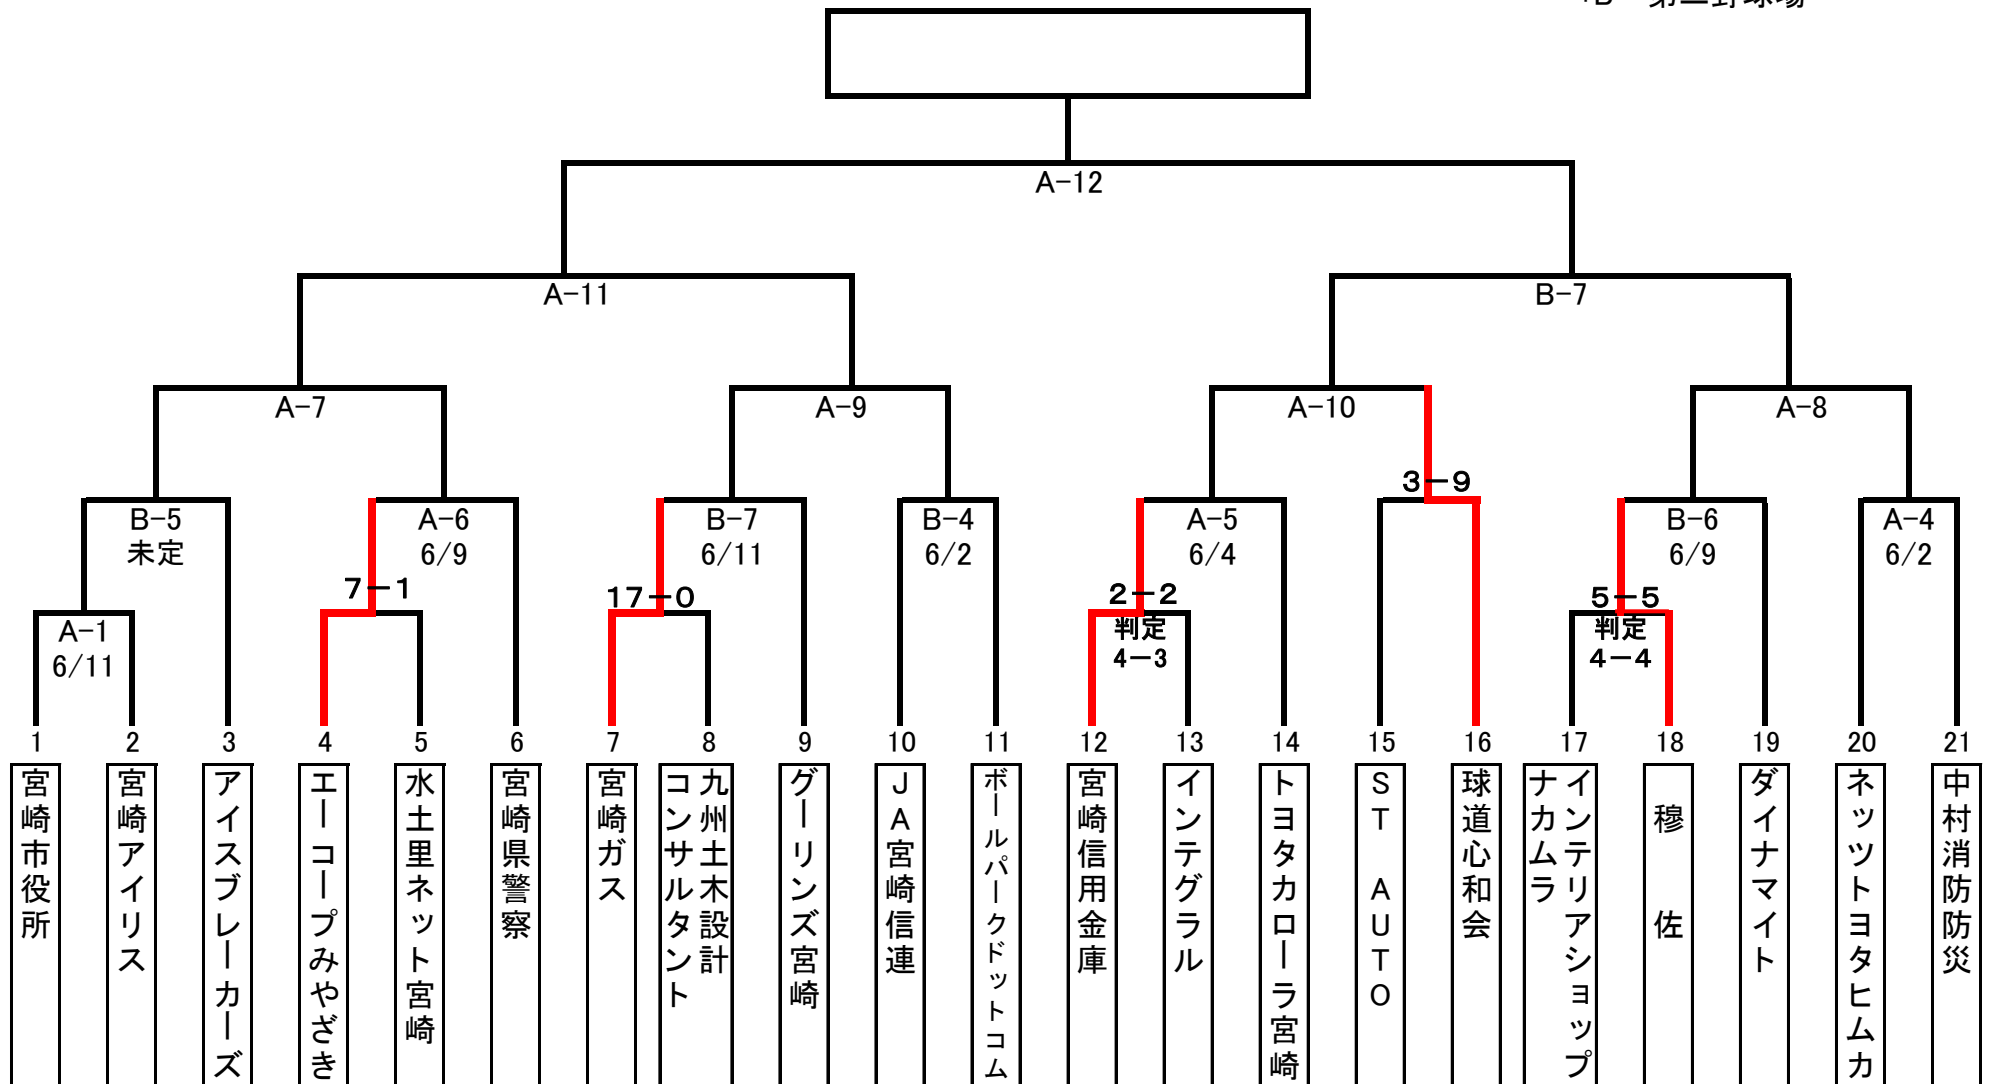 A-12
A-11
B-7
A-7
A-9
A-10
A-8
3-9
B-5
未定
A-6
6/9
B-7
6/11
B-4
6/2
A-5
6/4
B-6
6/9
A-4
6/2
7-1
17-0
2-2
判定
4-3
5-5
判定
4-4
A-1
6/11
1
2
3
4
5
6
7
8
9
10
11
12
13
14
15
16
17
18
19
20
21
宮崎市役所
宮崎アイリス
アイスブレーカーズ
エーコープみやざき
水土里ネット宮崎
宮崎県警察
宮崎ガス
九州土木設計
コンサルタント
グーリンズ宮崎
JA宮崎信連
ボールパークドットコム
宮崎信用金庫
インテグラル
トヨタカローラ宮崎
ST AUTO
球道心和会
インテリアショップ
ナカムラ
穆 佐
ダイナマイト
ネッツトヨタヒムカ
中村消防防災